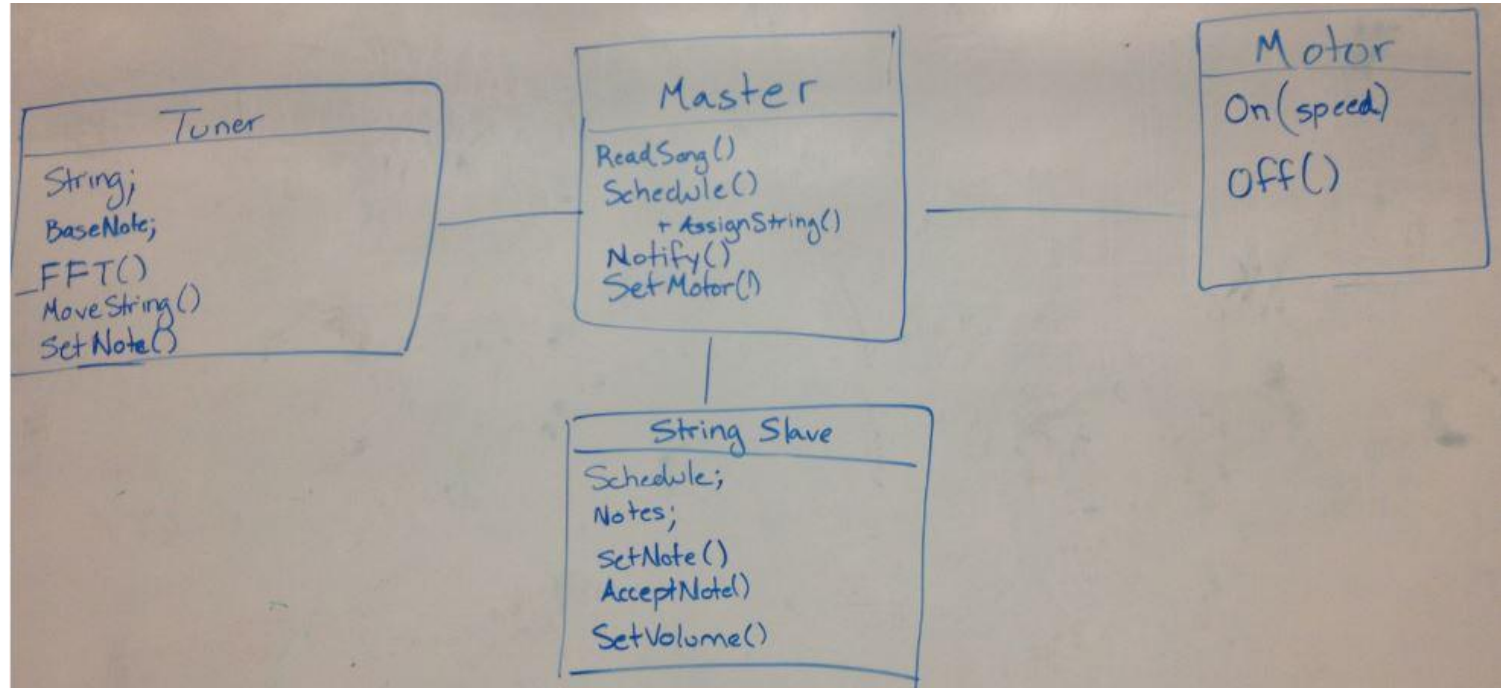 Tuner
String;
BaseNote;
_FFT()
MoveString()
SetNote()
Master
ReadSong()
Schedule()
+ AssignString()
Notify()
SetMotor()
Motor
On(speed)
Off()
String Slave
Schedule;
Notes;
SetNote()
AcceptNote()
SetVolume()